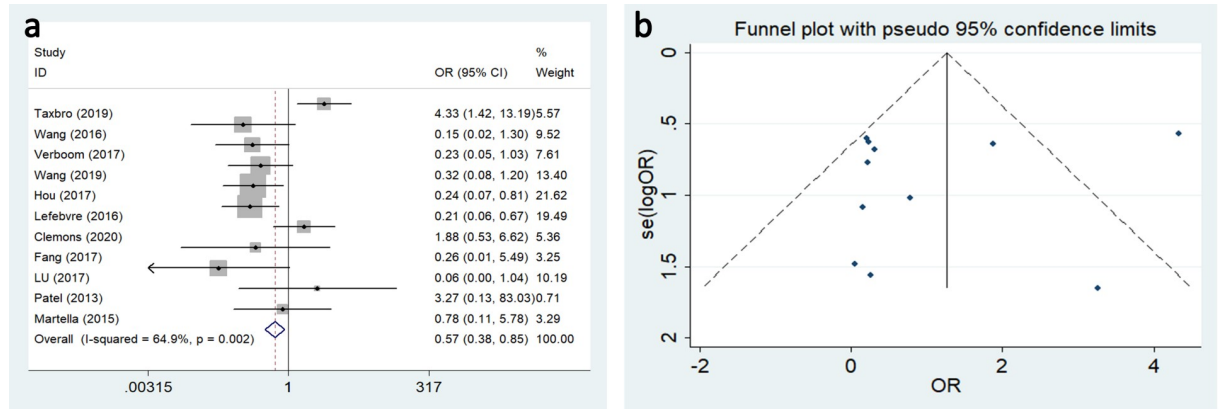 a
Study %
ID OR (95% CI) Weight
Taxbro (2019) 4.33 (1.42, 13.19)5.57
Wang (2016) 0.15 (0.02, 1.30) 9.52
Verboom (2017) 0.23 (0.05, 1.03) 7.61
Wang (2019) 0.32 (0.08, 1.20) 13.40
Hou (2017) 0.24 (0.07, 0.81) 21.62
Lefebvre (2016) 0.21 (0.06, 0.67) 19.49
Clemons (2020) 1.88 (0.53, 6.62) 5.36
Fang (2017) 0.26 (0.01, 5.49) 3.25
LU (2017) 0.06 (0.00, 1.04) 10.19
Patel (2013) 3.27 (0.13, 83.03)0.71
Martella (2015) 0.78 (0.11, 5.78) 3.29
Overall (I-squared = 64.9%, p = 0.002) 0.57 (0.38, 0.85) 100.00
.00315 1 317
b
Funnel plot with pseudo 95% confidence limits
se(logOR)
0
.5
1
1.5
2
-2 0 2 4
OR